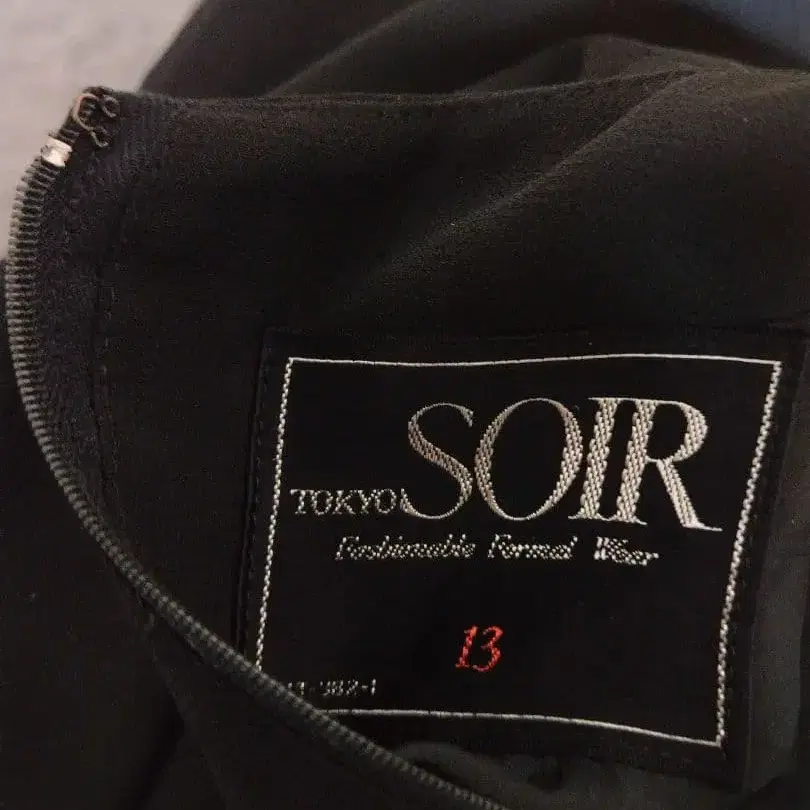 TOKYO SOIR
Fashionable Formal Wear
13